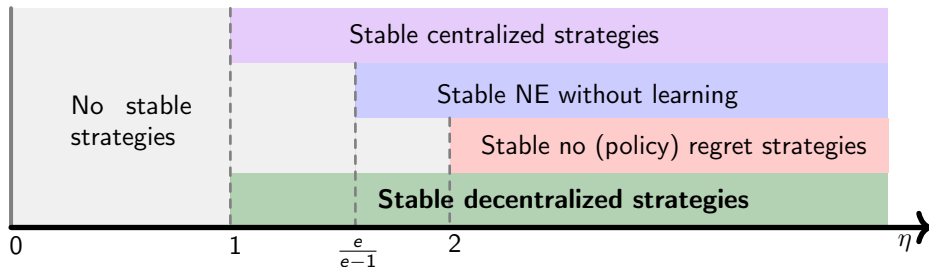 Stable centralized strategies
Stable NE without learning
No stable
strategies
Stable no (policy) regret strategies
Stable decentralized strategies
0
1
e/(e−1)
2
η